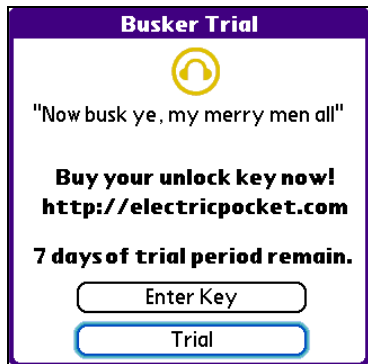 Busker Trial
"Now busk ye, my merry men all"
Buy your unlock key now!
http://electricpocket.com
7 days of trial period remain.
Enter Key
Trial